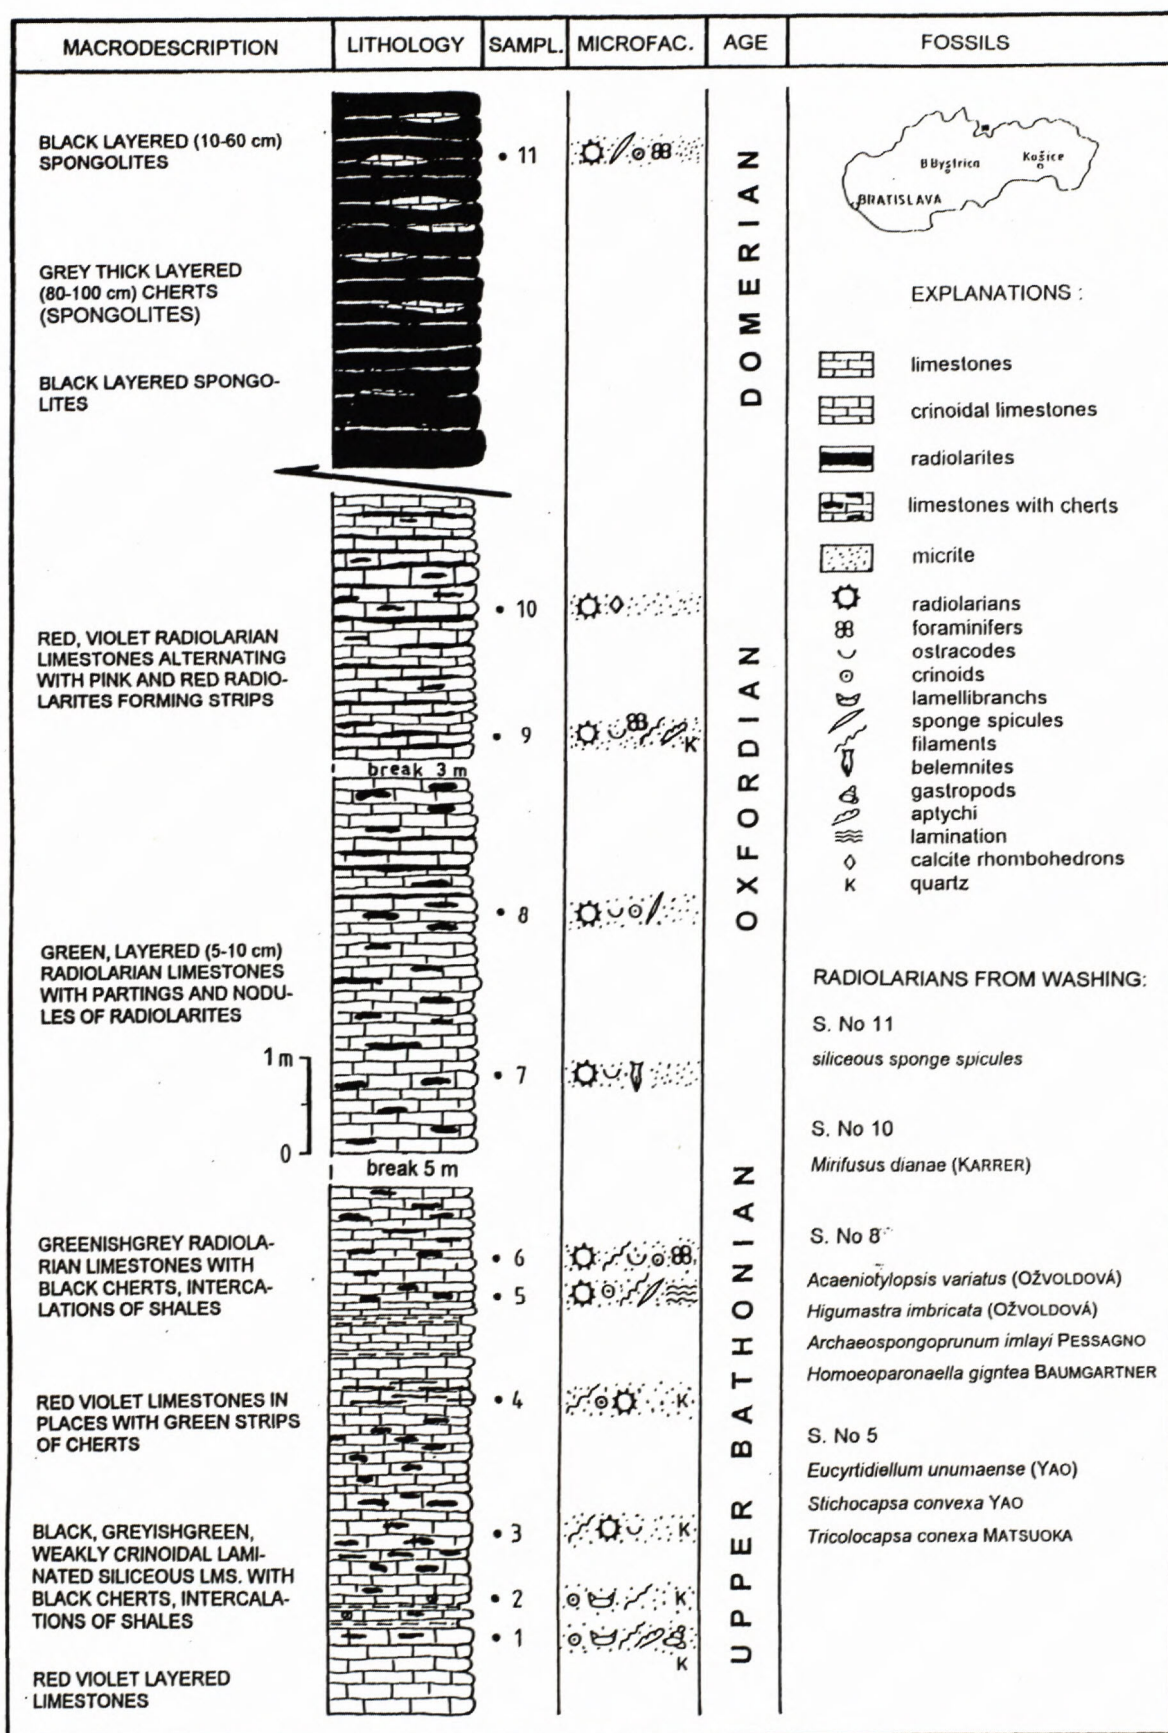 MACRODESCRIPTION
LITHOLOGY
SAMPL.
MICROFAC.
AGE
FOSSILS
BLACK LAYERED (10-60 cm)
SPONGOLITES
GREY THICK LAYERED
(80-100 cm) CHERTS
(SPONGOLITES)
BLACK LAYERED SPONGO-
LITES
RED, VIOLET RADIOLARIAN
LIMESTONES ALTERNATING
WITH PINK AND RED RADIO-
LARITES FORMING STRIPS
GREEN, LAYERED (5-10 cm)
RADIOLARIAN LIMESTONES
WITH PARTINGS AND NODU-
LES OF RADIOLARITES
1 m
0
GREENISHGREY RADIOLA-
RIAN LIMESTONES WITH
BLACK CHERTS, INTERCA-
LATIONS OF SHALES
RED VIOLET LIMESTONES IN
PLACES WITH GREEN STRIPS
OF CHERTS
BLACK, GREYISHGREEN,
WEAKLY CRINOIDAL LAMI-
NATED SILICEOUS LMS. WITH
BLACK CHERTS, INTERCALA-
TIONS OF SHALES
RED VIOLET LAYERED
LIMESTONES
break 3 m
break 5 m
11
10
9
8
7
6
5
4
3
2
1
K
K
K
K
K
DOMERIAN
OXFORDIAN
UPPER BATHONIAN
B Bystrica
Košice
BRATISLAVA
EXPLANATIONS :
limestones
crinoidal limestones
radiolarites
limestones with cherts
micrite
radiolarians
foraminifers
ostracodes
crinoids
lamellibranchs
sponge spicules
filaments
belemnites
gastropods
aptychi
lamination
calcite rhombohedrons
K quartz
RADIOLARIANS FROM WASHING:
S. No 11
siliceous sponge spicules
S. No 10
Mirifusus dianae (KARRER)
S. No 8
Acaeniotylopsis variatus (OŽVOLDOVÁ)
Higumastra imbricata (OŽVOLDOVÁ)
Archaeospongoprunum imlayi PESSAGNO
Homoeoparonaella gigntea BAUMGARTNER
S. No 5
Eucyrtidiellum unumaense (YAO)
Stichocapsa convexa YAO
Tricolocapsa conexa MATSUOKA